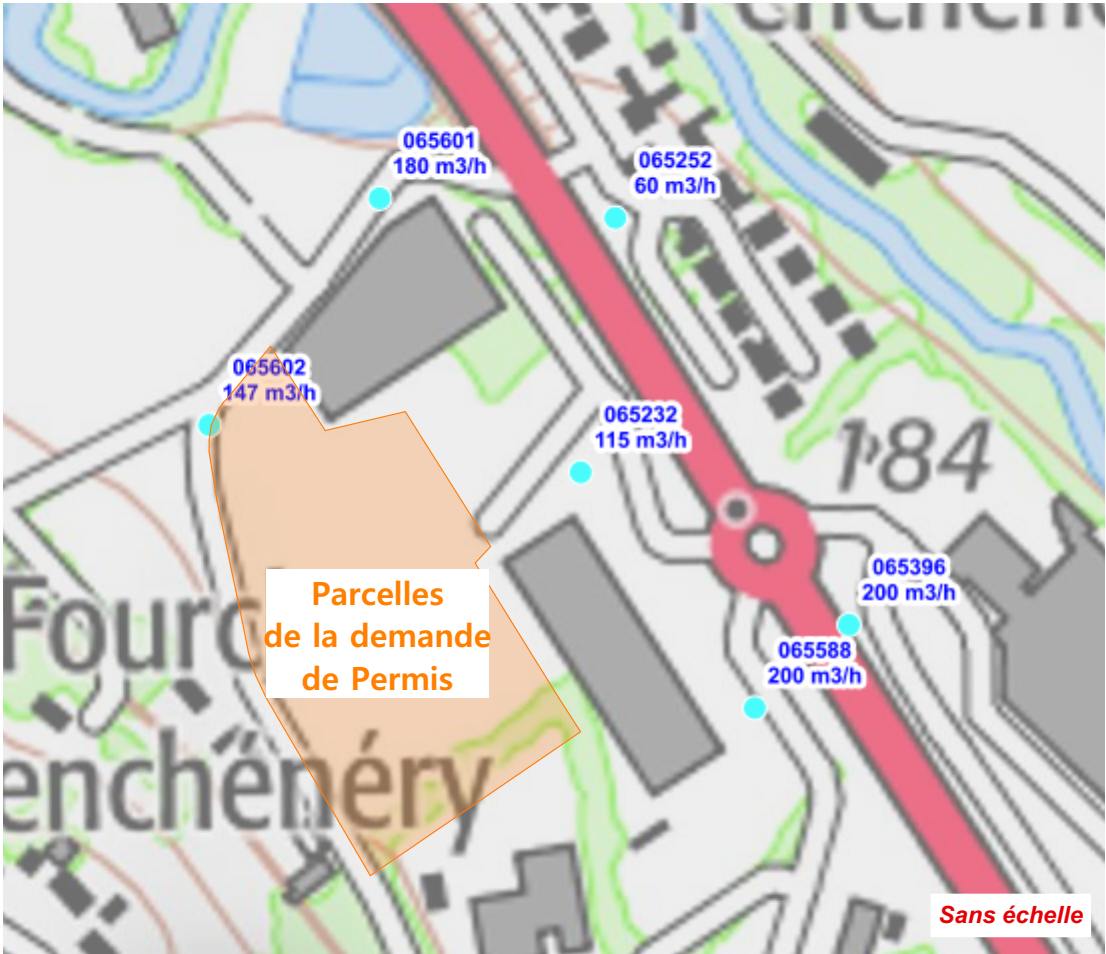 065601
180 m3/h
065252
60 m3/h
065602
147 m3/h
065232
115 m3/h
184
065396
200 m3/h
Parcelles
de la demande
de Permis
065588
200 m3/h
enchénéry
Sans échelle